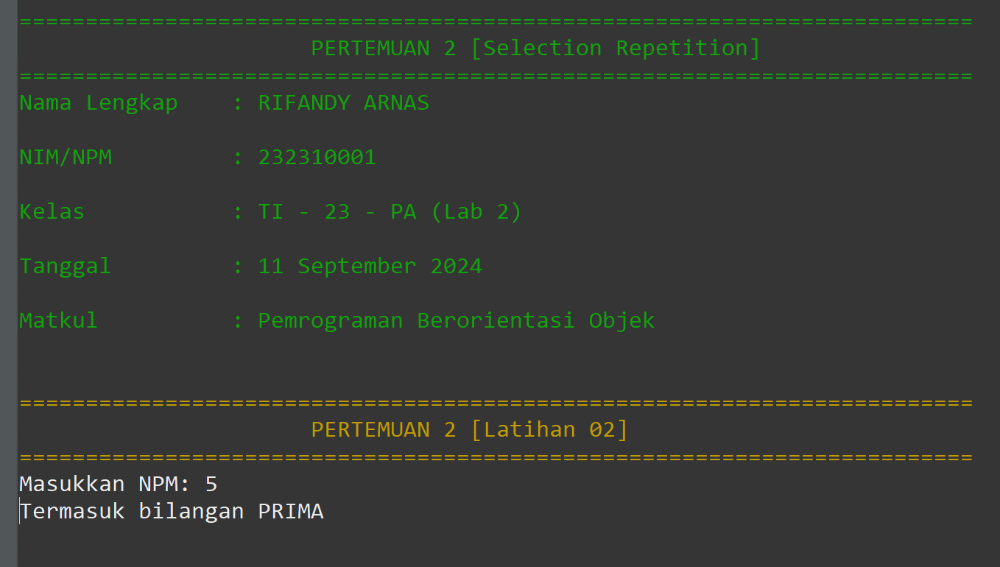 ========================================================================
PERTEMUAN 2 [Selection Repetition]
========================================================================
Nama Lengkap    : RIFANDY ARNAS
NIM/NPM         : 232310001
Kelas           : TI - 23 - PA (Lab 2)
Tanggal         : 11 September 2024
Matkul          : Pemrograman Berorientasi Objek
========================================================================
PERTEMUAN 2 [Latihan 02]
========================================================================
Masukkan NPM: 5
Termasuk bilangan PRIMA